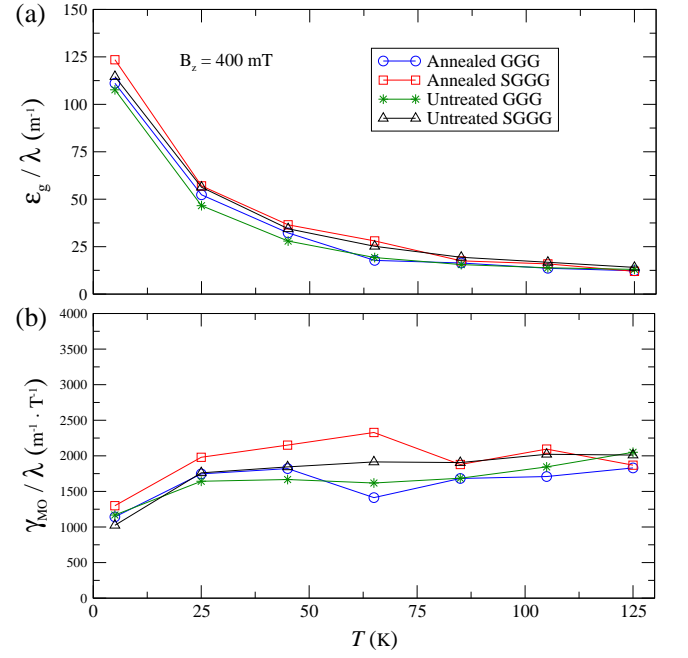 (a)
150
125
100
75
50
25
0
ε_g / λ (m⁻¹)
B_z = 400 mT
Annealed GGG
Annealed SGGG
Untreated GGG
Untreated SGGG
(b)
4000
3500
3000
2500
2000
1500
1000
500
0
γ_MO / λ (m⁻¹ · T⁻¹)
0 25 50 75 100 125
T (K)